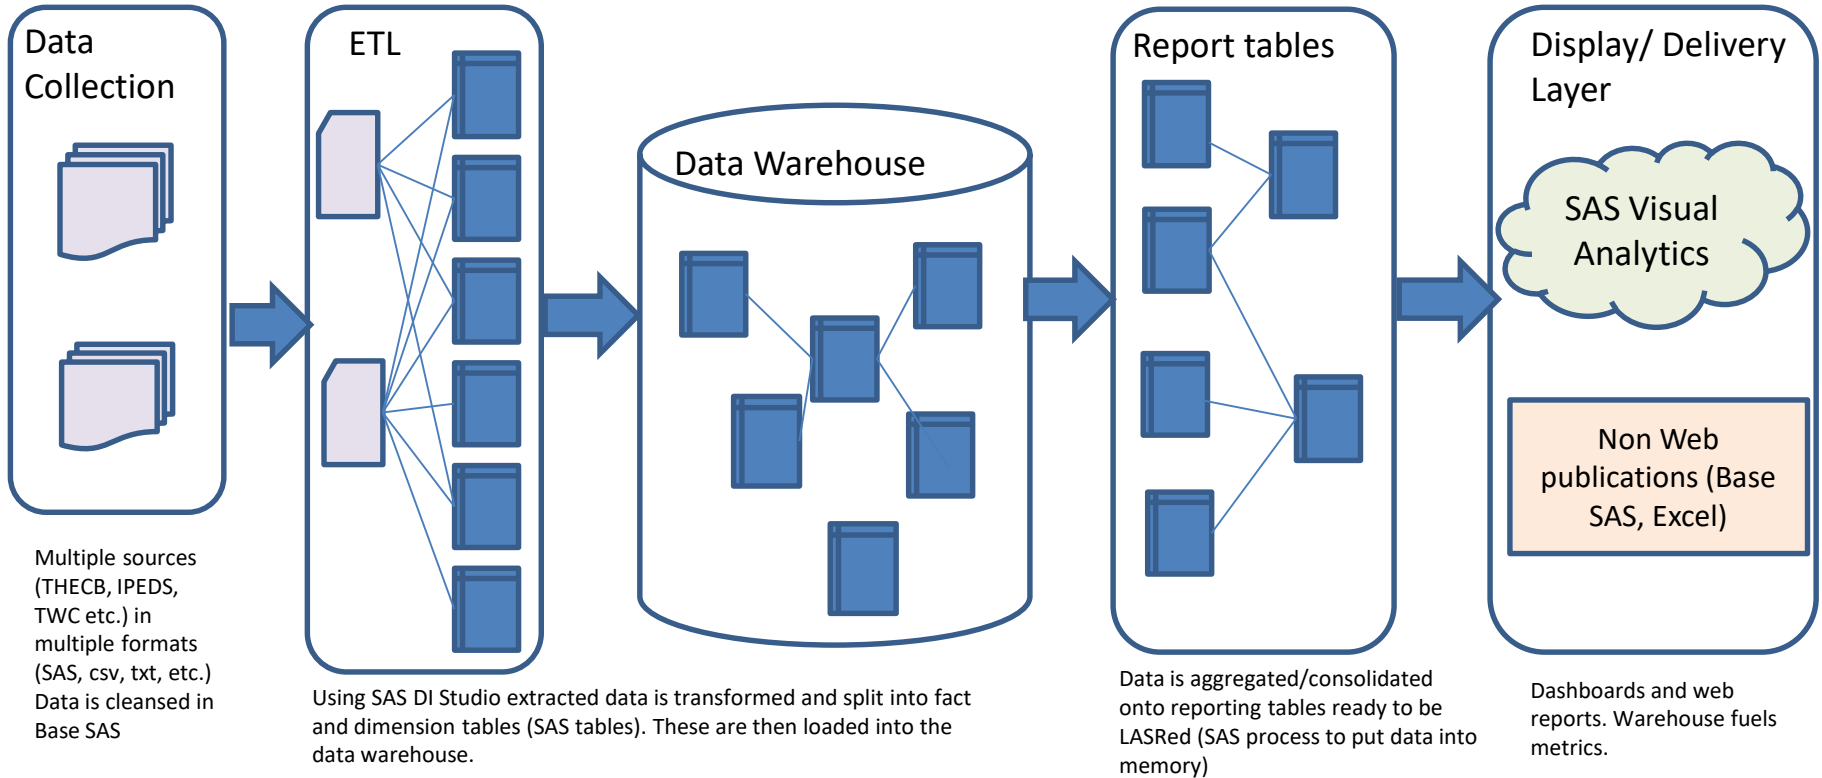 Data
Collection
ETL
Data Warehouse
Report tables
Display/ Delivery
Layer
SAS Visual
Analytics
Non Web
publications (Base
SAS, Excel)
Multiple sources
(THECB, IPEDS,
TWC etc.) in
multiple formats
(SAS, csv, txt, etc.)
Data is cleansed in
Base SAS
Using SAS DI Studio extracted data is transformed and split into fact
and dimension tables (SAS tables). These are then loaded into the
data warehouse.
Data is aggregated/consolidated
onto reporting tables ready to be
LASRed (SAS process to put data into
memory)
Dashboards and web
reports. Warehouse fuels
metrics.